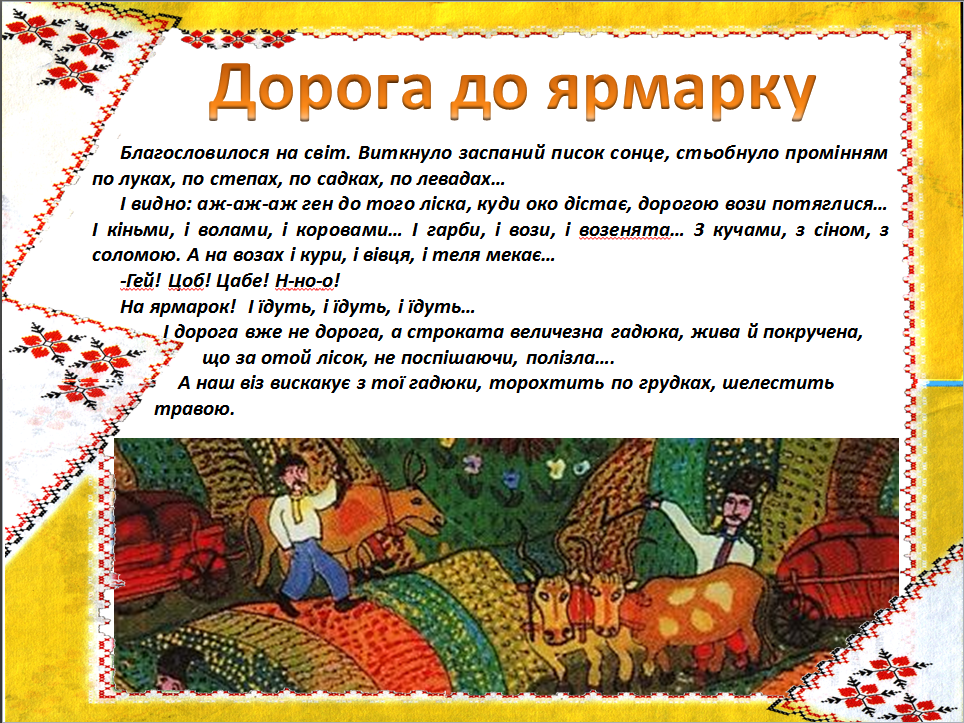 Дорога до ярмарку
Благословилося на світ. Виткнуло заспаний писок сонце, стьобнуло промінням
по луках, по степах, по садках, по левадах...
І видно: аж-аж-аж ген до того ліска, куди око дістає, дорогою вози потяглися...
І кіньми, і волами, і коровами... І гарби, і вози, і возенята... З кучами, з сіном, з
соломою. А на возах і кури, і вівця, і теля мекає...
-Гей! Цоб! Цабе! Н-но-о!
На ярмарок!  І їдуть, і їдуть, і їдуть...
І дорога вже не дорога, а строката величезна гадюка, жива й покручена,
що за отой лісок, не поспішаючи, полізла....
А наш віз вискакує з тої гадюки, торохтить по грудках, шелестить
травою.